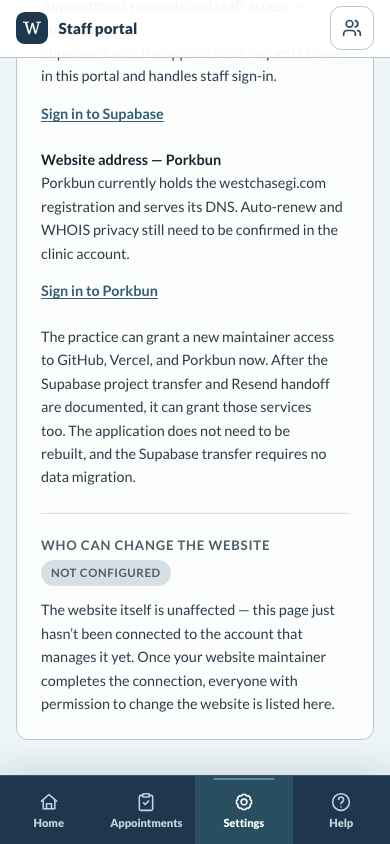 Appointment requests and staff access —
W Staff portal
Supabase holds the appointment requests shown
in this portal and handles staff sign-in.
Sign in to Supabase
Website address — Porkbun
Porkbun currently holds the westchasegi.com
registration and serves its DNS. Auto-renew and
WHOIS privacy still need to be confirmed in the
clinic account.
Sign in to Porkbun
The practice can grant a new maintainer access
to GitHub, Vercel, and Porkbun now. After the
Supabase project transfer and Resend handoff
are documented, it can grant those services
too. The application does not need to be
rebuilt, and the Supabase transfer requires no
data migration.
WHO CAN CHANGE THE WEBSITE
NOT CONFIGURED
The website itself is unaffected — this page just
hasn’t been connected to the account that
manages it yet. Once your website maintainer
completes the connection, everyone with
permission to change the website is listed here.
Home Appointments Settings Help